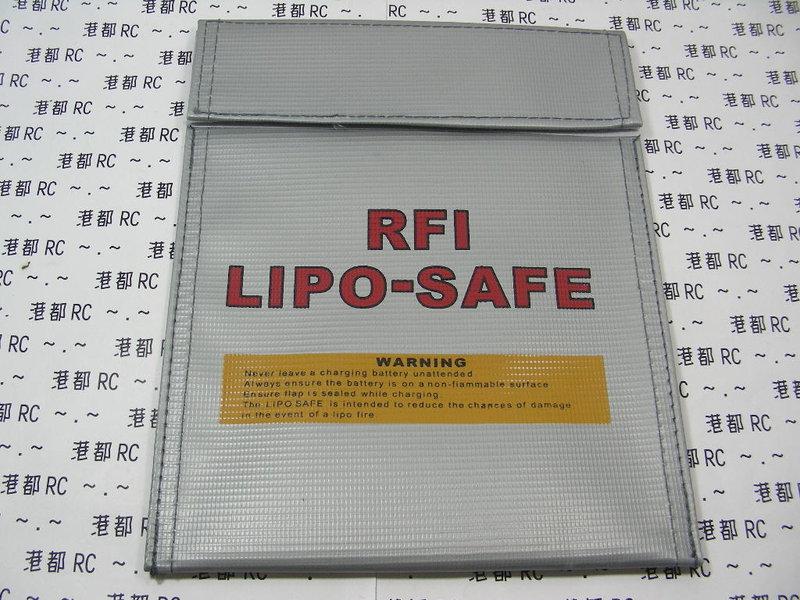 港都 RC ~.~
RFI
LIPO-SAFE
WARNING
Never leave a charging battery unattended
Always ensure the battery is on a non-fiammable surface
Ensure flap is sealed while charging.
The LIPO SAFE is intended to reduce the chances of damage
in the event of a lipo fire